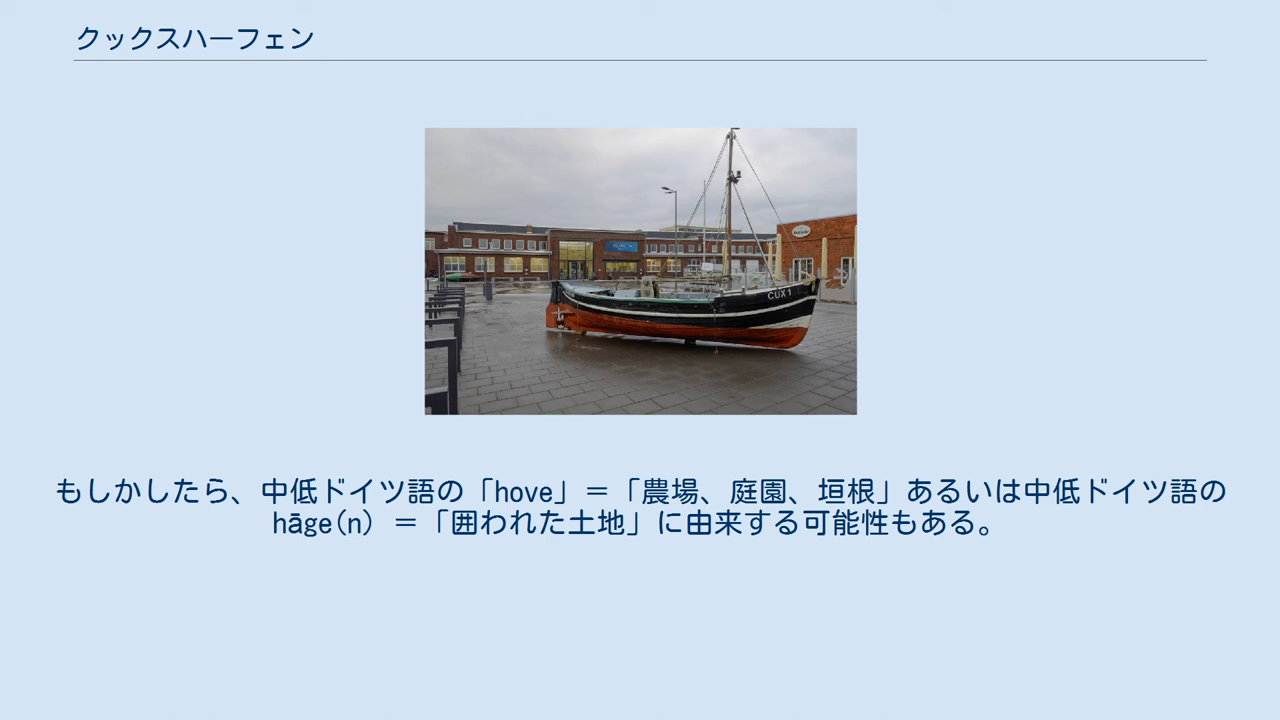 クックスハーフェン
CUX 1
もしかしたら、中低ドイツ語の「hove」＝「農場、庭園、垣根」あるいは中低ドイツ語の
hāge(n) ＝「囲われた土地」に由来する可能性もある。